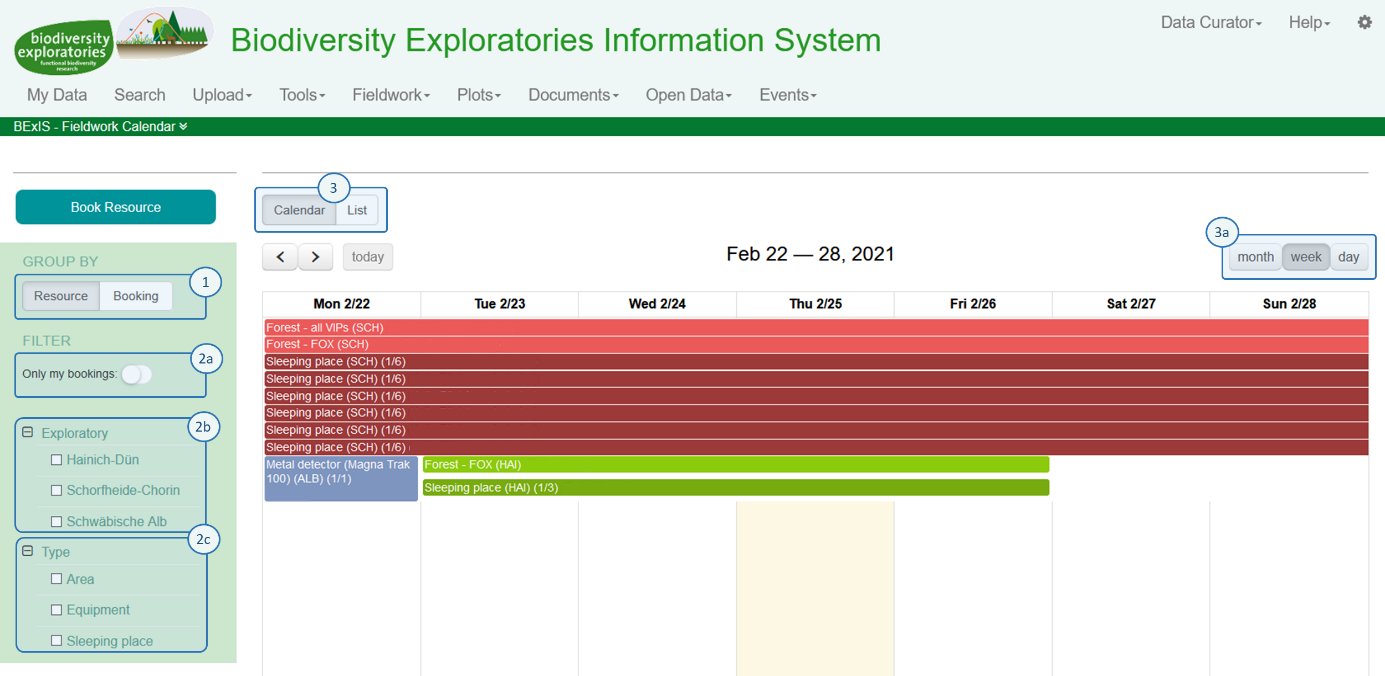 biodiversity
exploratories
functional biodiversity
research
Biodiversity Exploratories Information System
Data Curator
Help
My Data
Search
Upload
Tools
Fieldwork
Plots
Documents
Open Data
Events
BExIS - Fieldwork Calendar
Book Resource
GROUP BY
1
Resource
Booking
FILTER
2a
Only my bookings:
2b
Exploratory
Hainich-Dün
Schorfheide-Chorin
Schwäbische Alb
2c
Type
Area
Equipment
Sleeping place
3
Calendar
List
today
Feb 22 — 28, 2021
3a
month
week
day
Mon 2/22
Tue 2/23
Wed 2/24
Thu 2/25
Fri 2/26
Sat 2/27
Sun 2/28
Forest - all VIPs (SCH)
Forest - FOX (SCH)
Sleeping place (SCH) (1/6)
Sleeping place (SCH) (1/6)
Sleeping place (SCH) (1/6)
Sleeping place (SCH) (1/6)
Sleeping place (SCH) (1/6)
Sleeping place (SCH) (1/6)
Metal detector (Magna Trak
100) (ALB) (1/1)
Forest - FOX (HAI)
Sleeping place (HAI) (1/3)